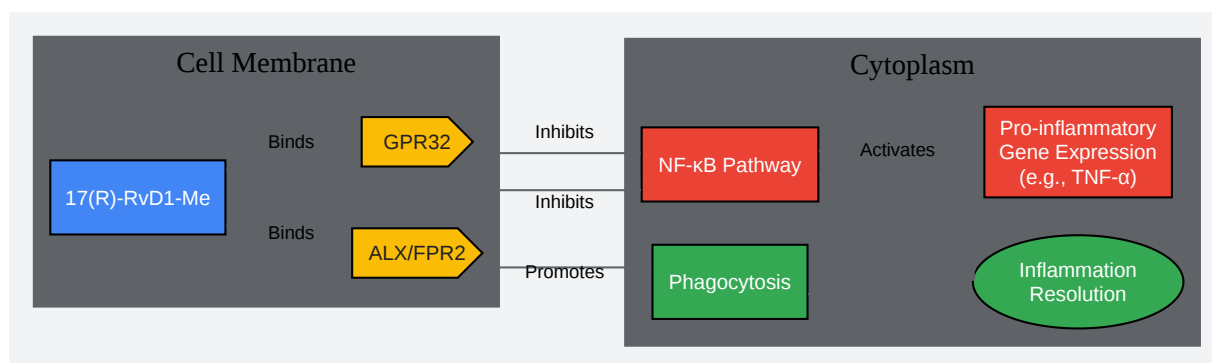 Cell Membrane
17(R)-RvD1-Me
Binds
GPR32
Binds
ALX/FPR2
Inhibits
Inhibits
Promotes
Cytoplasm
NF-κB Pathway
Activates
Pro-inflammatory
Gene Expression
(e.g., TNF-α)
Phagocytosis
Inflammation
Resolution